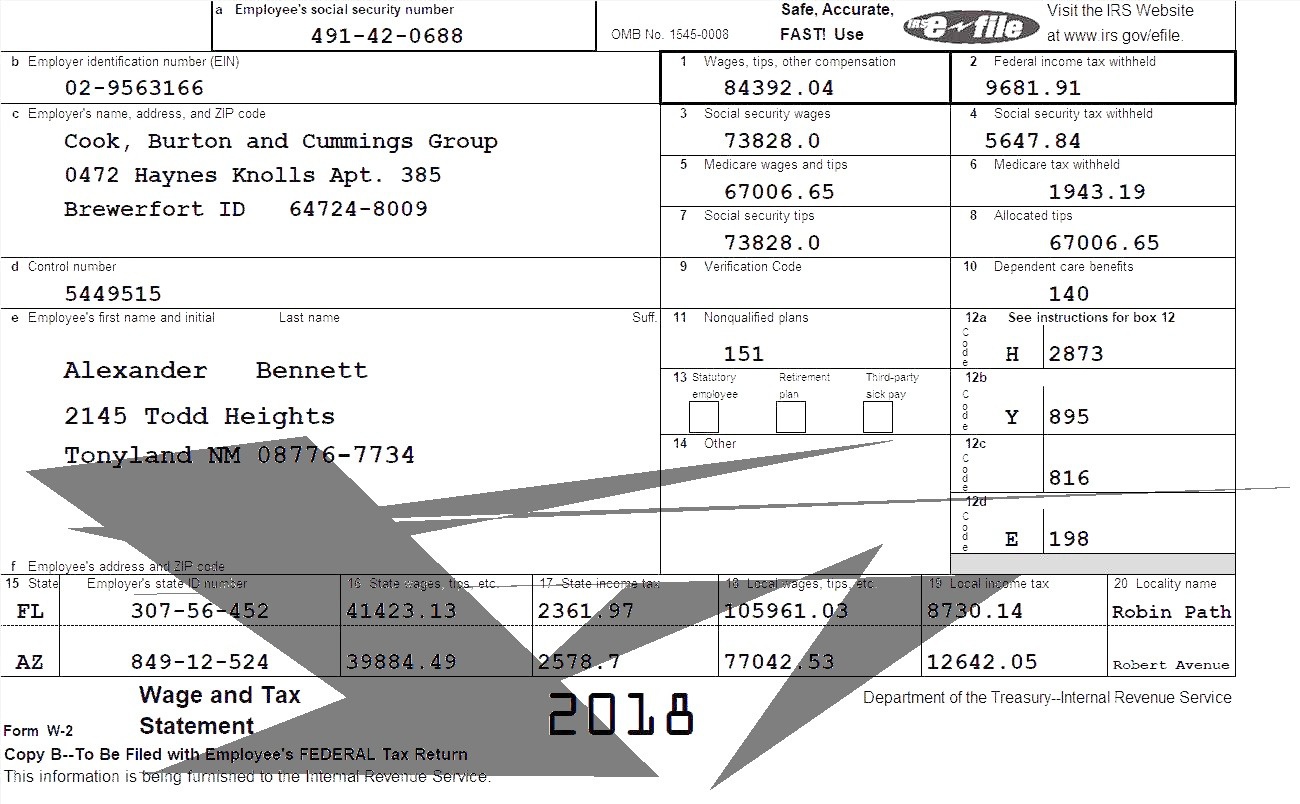 a Employee's social security number
491-42-0688
OMB No. 1545-0008
Safe, Accurate,
FAST! Use
IRS e-file
Visit the IRS Website
at www irs gov/efile.
b Employer identification number (EIN)
02-9563166
1 Wages, tips, other compensation
84392.04
2 Federal income tax withheld
9681.91
c Employer's name, address, and ZIP code
Cook, Burton and Cummings Group
0472 Haynes Knolls Apt. 385
Brewerfort ID 64724-8009
3 Social security wages
73828.0
4 Social security tax withheld
5647.84
5 Medicare wages and tips
67006.65
6 Medicare tax withheld
1943.19
7 Social security tips
73828.0
8 Allocated tips
67006.65
d Control number
5449515
9 Verification Code
10 Dependent care benefits
140
e Employee's first name and initial Last name Suff.
Alexander Bennett
2145 Todd Heights
Tonyland NM 08776-7734
11 Nonqualified plans
151
12a See instructions for box 12
Code H 2873
13 Statutory employee Retirement plan Third-party sick pay
12b
Code Y 895
14 Other
12c
Code 816
12d
Code E 198
f Employee's address and ZIP code
15 State Employer's state ID number 16 State wages, tips, etc. 17 State income tax 18 Local wages, tips, etc. 19 Local income tax 20 Locality name
FL 307-56-452 41423.13 2361.97 105961.03 8730.14 Robin Path
AZ 849-12-524 39884.49 2578.7 77042.53 12642.05 Robert Avenue
Wage and Tax
Statement
Form W-2
2018
Department of the Treasury--Internal Revenue Service
Copy B--To Be Filed with Employee's FEDERAL Tax Return
This information is being furnished to the Internal Revenue Service.